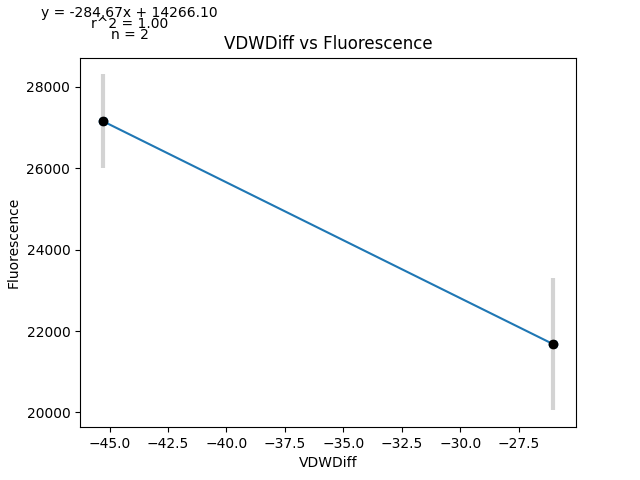 y = -284.67x + 14266.10
r^2 = 1.00
n = 2
VDWDiff vs Fluorescence
28000
26000
24000
22000
20000
Fluorescence
−45.0 −42.5 −40.0 −37.5 −35.0 −32.5 −30.0 −27.5
VDWDiff